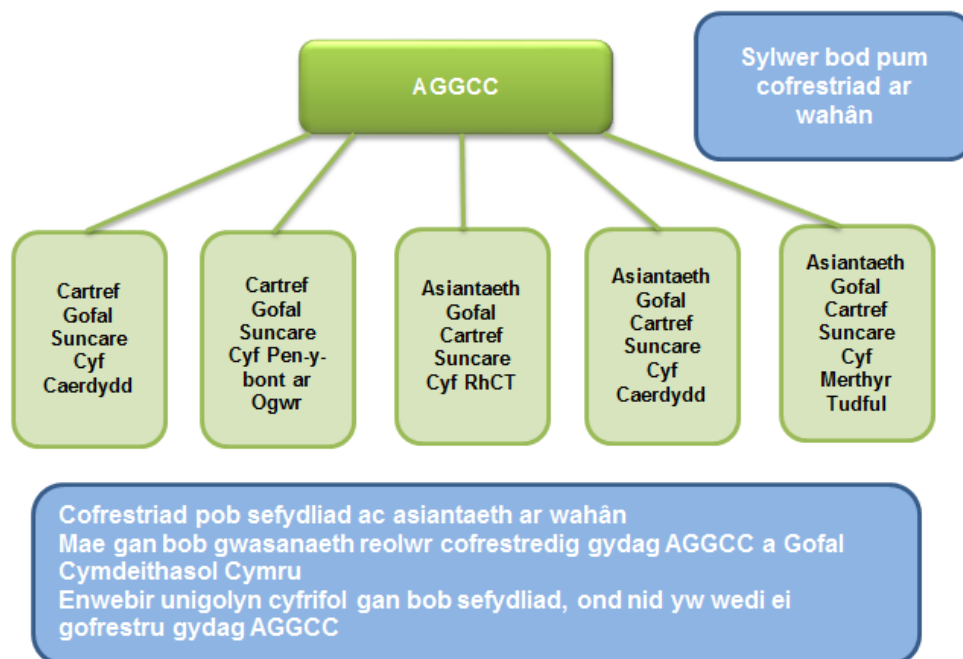 AGGCC
Sylwer bod pum
cofrestriad ar
wahân
Cartref
Gofal
Suncare
Cyf
Caerdydd
Cartref
Gofal
Suncare
Cyf Pen-y-
bont ar
Ogwr
Asiantaeth
Gofal
Cartref
Suncare
Cyf RhCT
Asiantaeth
Gofal
Cartref
Suncare
Cyf
Caerdydd
Asiantaeth
Gofal
Cartref
Suncare
Cyf
Merthyr
Tudful
Cofrestriad pob sefydliad ac asiantaeth ar wahân
Mae gan bob gwasanaeth reolwr cofrestredig gydag AGGCC a Gofal
Cymdeithasol Cymru
Enwebir unigolyn cyfrifol gan bob sefydliad, ond nid yw wedi ei
gofrestru gydag AGGCC